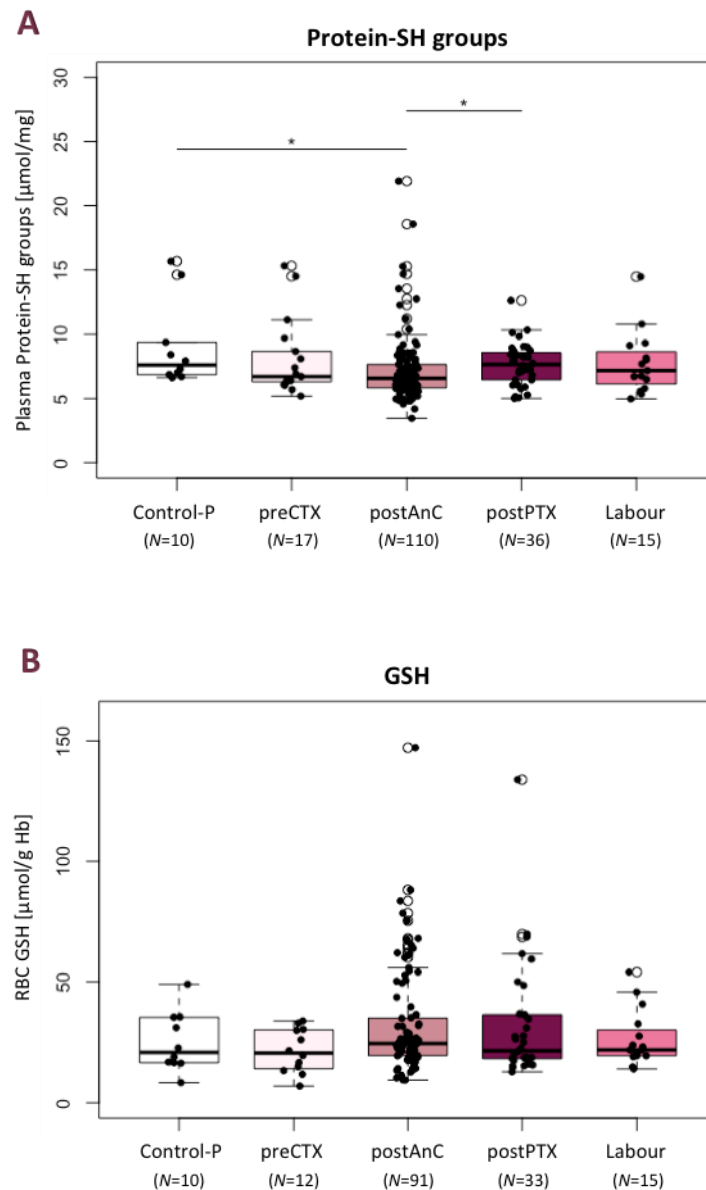 A
Protein-SH groups
Plasma Protein-SH groups [µmol/mg]
30
25
20
15
10
5
0
*
*
Control-P preCTX postAnC postPTX Labour
(N=10) (N=17) (N=110) (N=36) (N=15)
B
GSH
RBC GSH [µmol/g Hb]
150
100
50
0
Control-P preCTX postAnC postPTX Labour
(N=10) (N=12) (N=91) (N=33) (N=15)